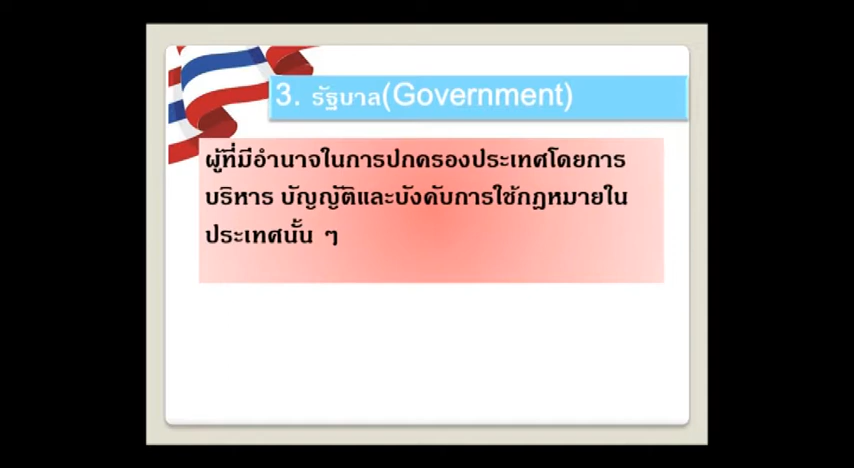 3. รัฐบาล(Government)
ผู้ที่มีอำนาจในการปกครองประเทศโดยการ
บริหาร บัญญัติและบังคับการใช้กฎหมายใน
ประเทศนั้น ๆ